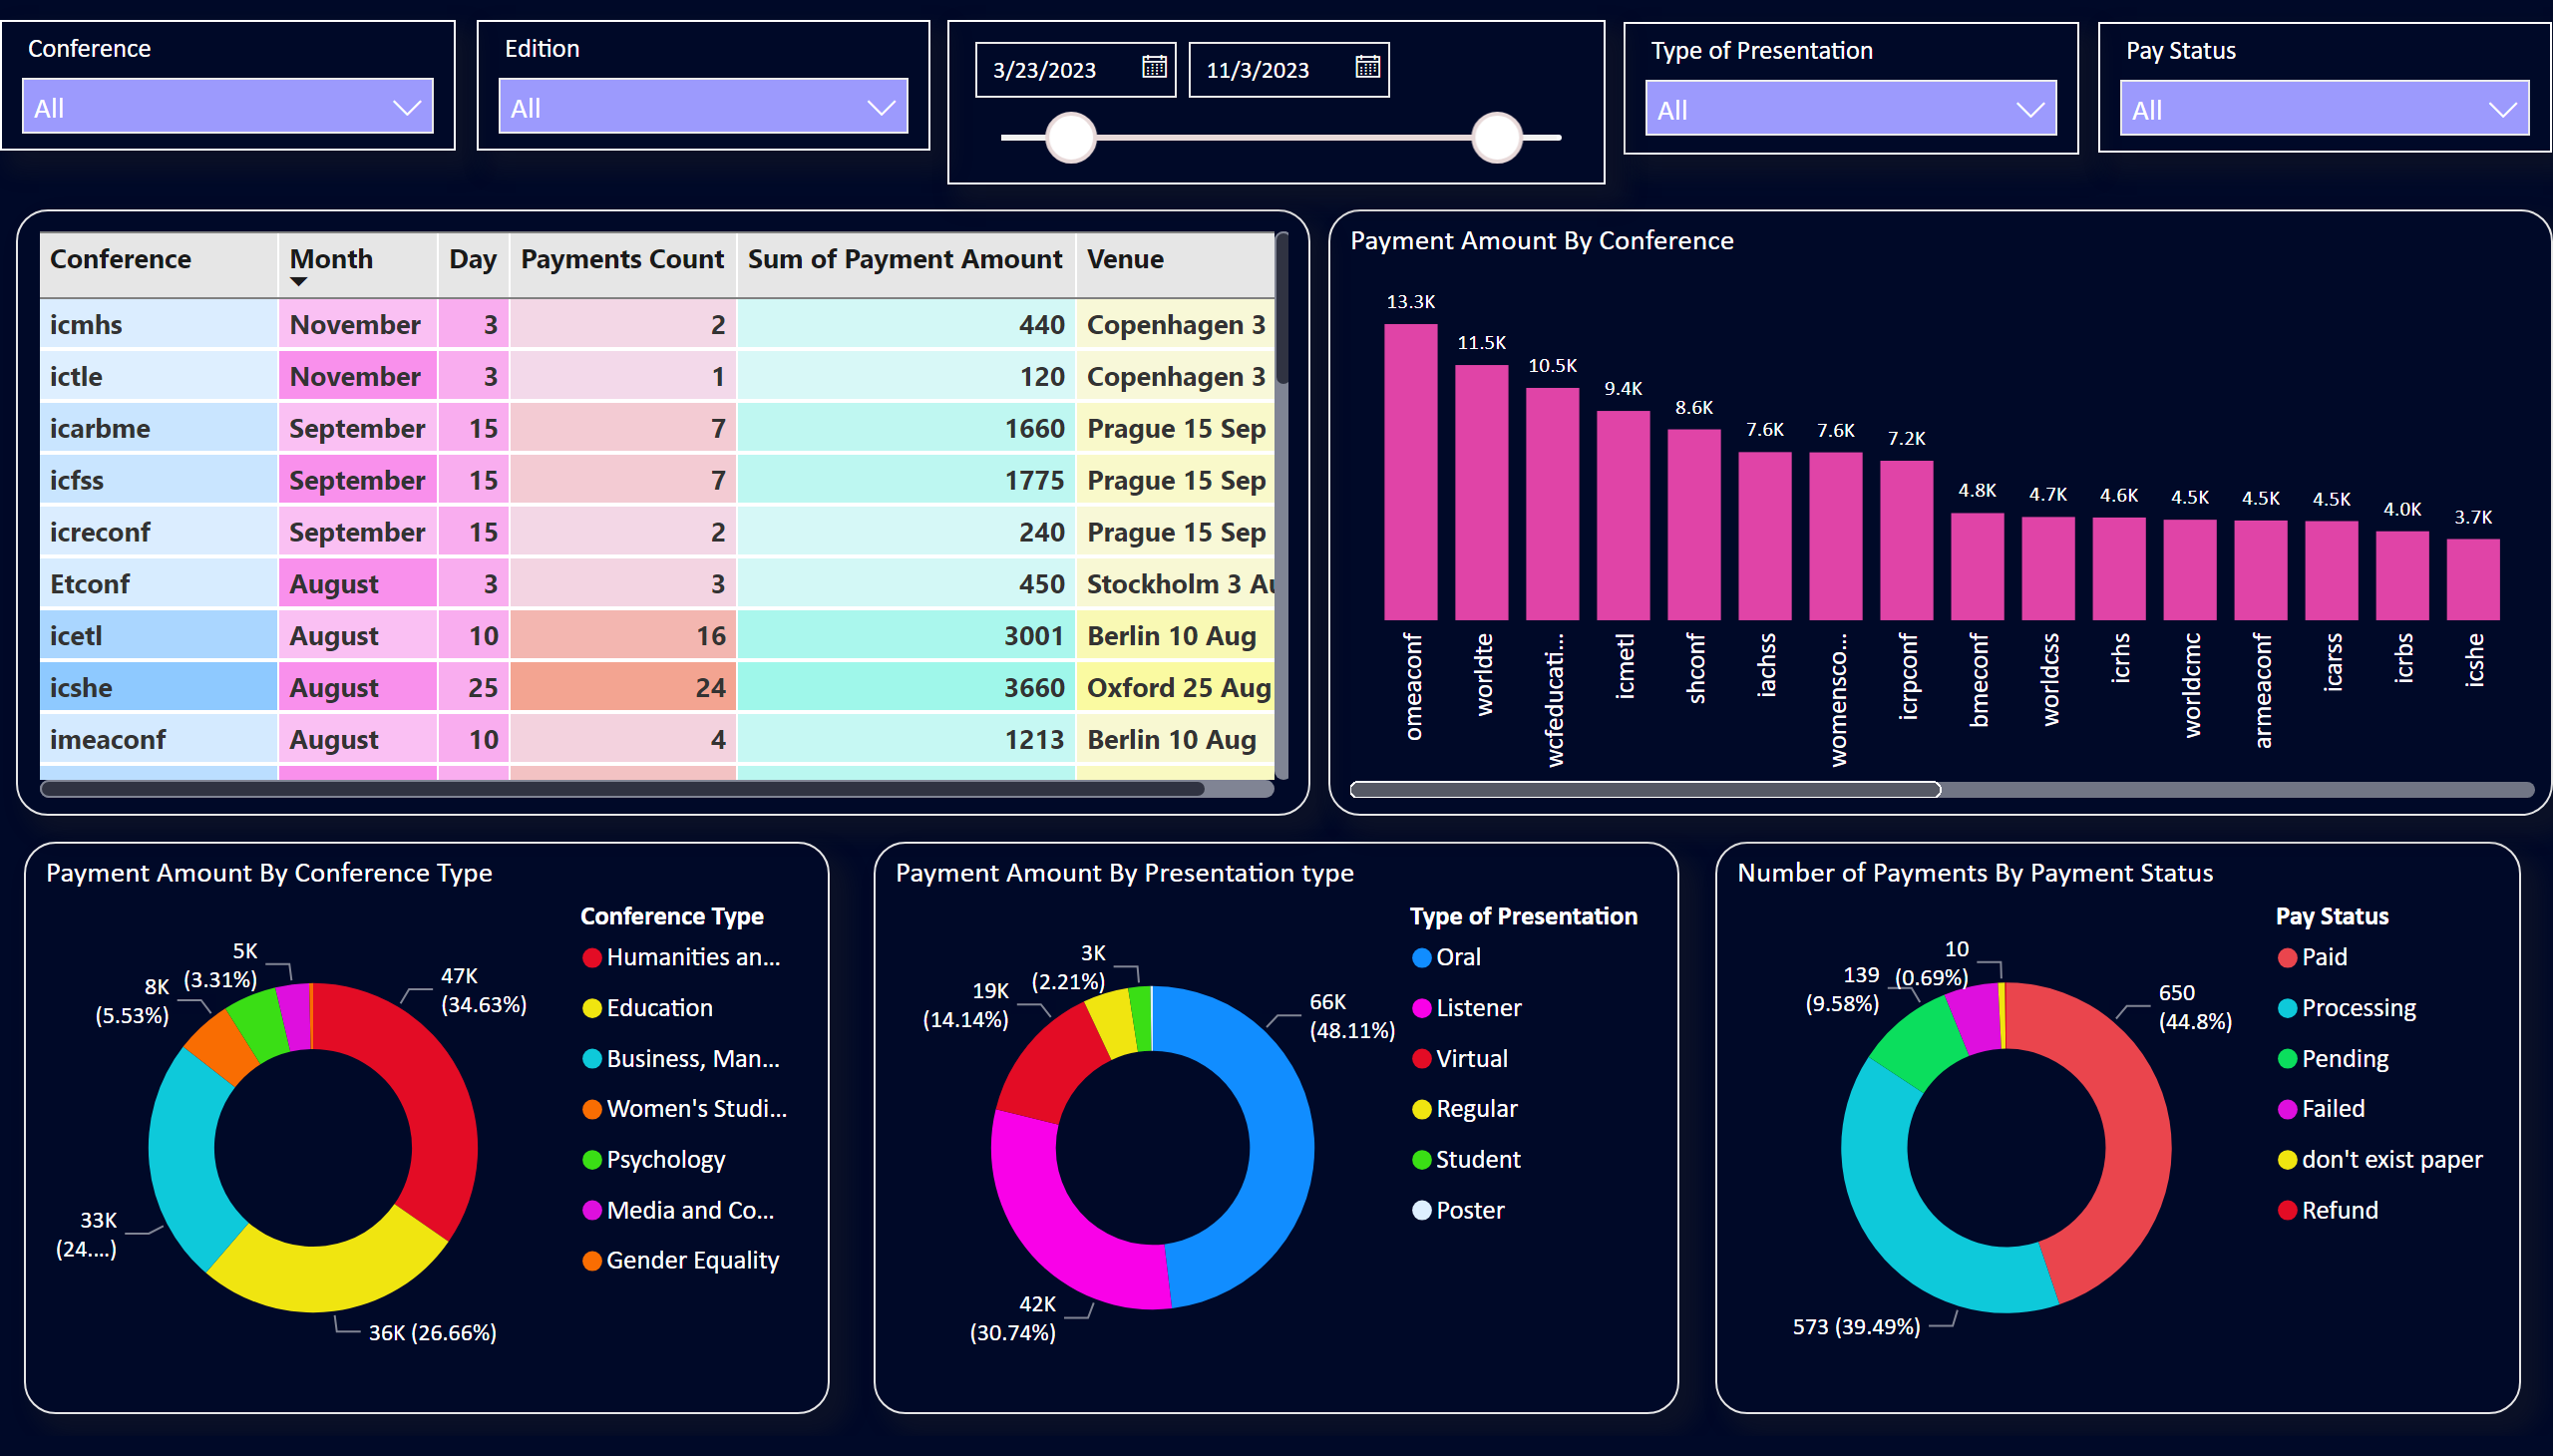 Conference
All
Edition
All
3/23/2023
11/3/2023
Type of Presentation
All
Pay Status
All
Conference Month Day Payments Count Sum of Payment Amount Venue
icmhs November 3 2 440 Copenhagen 3
ictle November 3 1 120 Copenhagen 3
icarbme September 15 7 1660 Prague 15 Sep
icfss September 15 7 1775 Prague 15 Sep
icreconf September 15 2 240 Prague 15 Sep
Etconf August 3 3 450 Stockholm 3 Au
icetl August 10 16 3001 Berlin 10 Aug
icshe August 25 24 3660 Oxford 25 Aug
imeaconf August 10 4 1213 Berlin 10 Aug
Payment Amount By Conference
13.3K 11.5K 10.5K 9.4K 8.6K 7.6K 7.6K 7.2K 4.8K 4.7K 4.6K 4.5K 4.5K 4.5K 4.0K 3.7K
omeaconf worldte wcfeducati... icmetl shconf iachss womensco... icrpconf bmeconf worldcss icrhs worldcmc armeaconf icarss icrbs icshe
Payment Amount By Conference Type
47K
(34.63%)
36K (26.66%)
33K
(24....)
8K
(5.53%)
5K
(3.31%)
Conference Type
Humanities an...
Education
Business, Man...
Women's Studi...
Psychology
Media and Co...
Gender Equality
Payment Amount By Presentation type
66K
(48.11%)
42K
(30.74%)
19K
(14.14%)
3K
(2.21%)
Type of Presentation
Oral
Listener
Virtual
Regular
Student
Poster
Number of Payments By Payment Status
650
(44.8%)
573 (39.49%)
139
(9.58%)
10
(0.69%)
Pay Status
Paid
Processing
Pending
Failed
don't exist paper
Refund